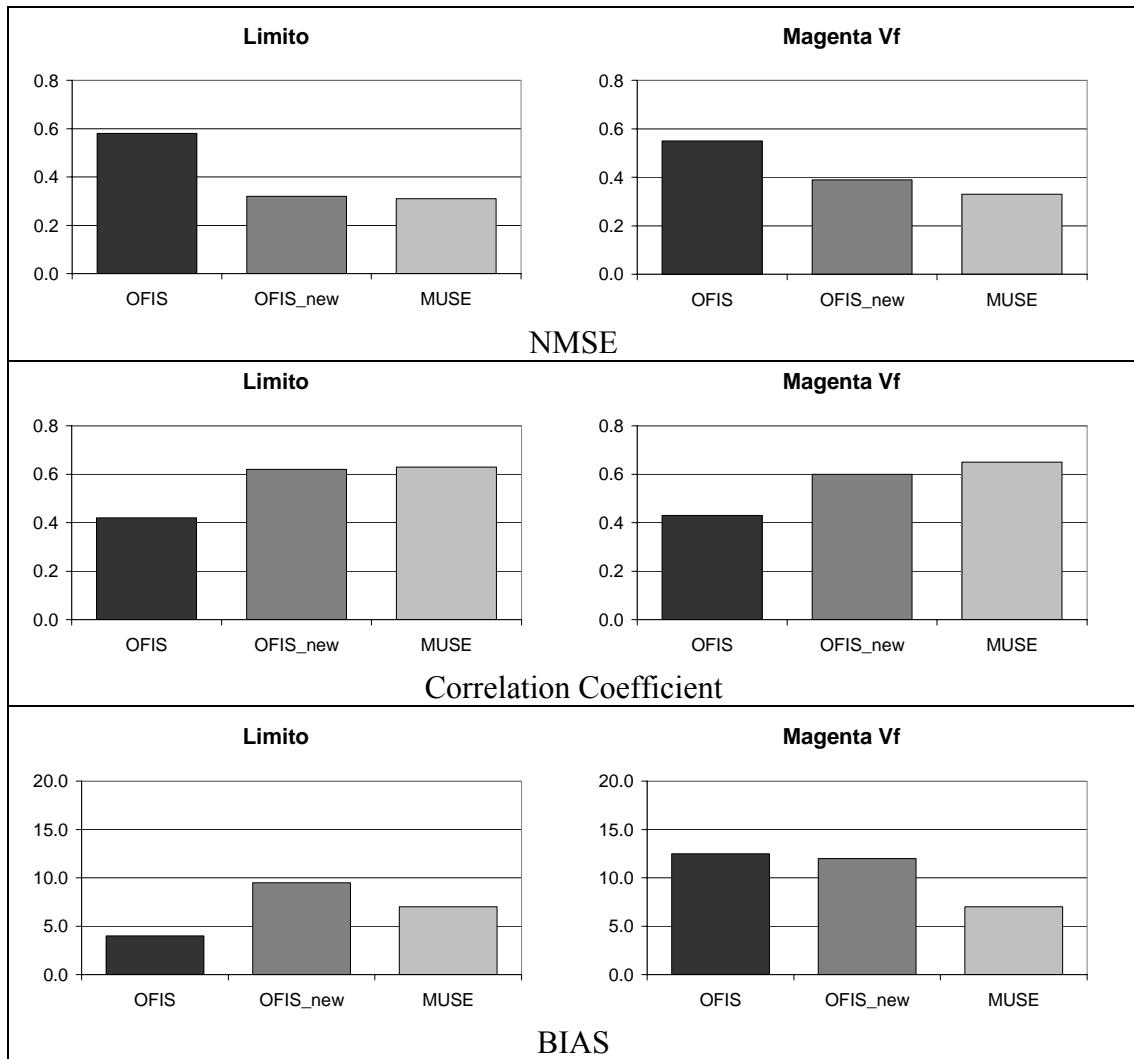 Limito
0.8
0.6
0.4
0.2
0.0
OFIS OFIS_new MUSE
Magenta Vf
0.8
0.6
0.4
0.2
0.0
OFIS OFIS_new MUSE
NMSE
Limito
0.8
0.6
0.4
0.2
0.0
OFIS OFIS_new MUSE
Magenta Vf
0.8
0.6
0.4
0.2
0.0
OFIS OFIS_new MUSE
Correlation Coefficient
Limito
20.0
15.0
10.0
5.0
0.0
OFIS OFIS_new MUSE
Magenta Vf
20.0
15.0
10.0
5.0
0.0
OFIS OFIS_new MUSE
BIAS